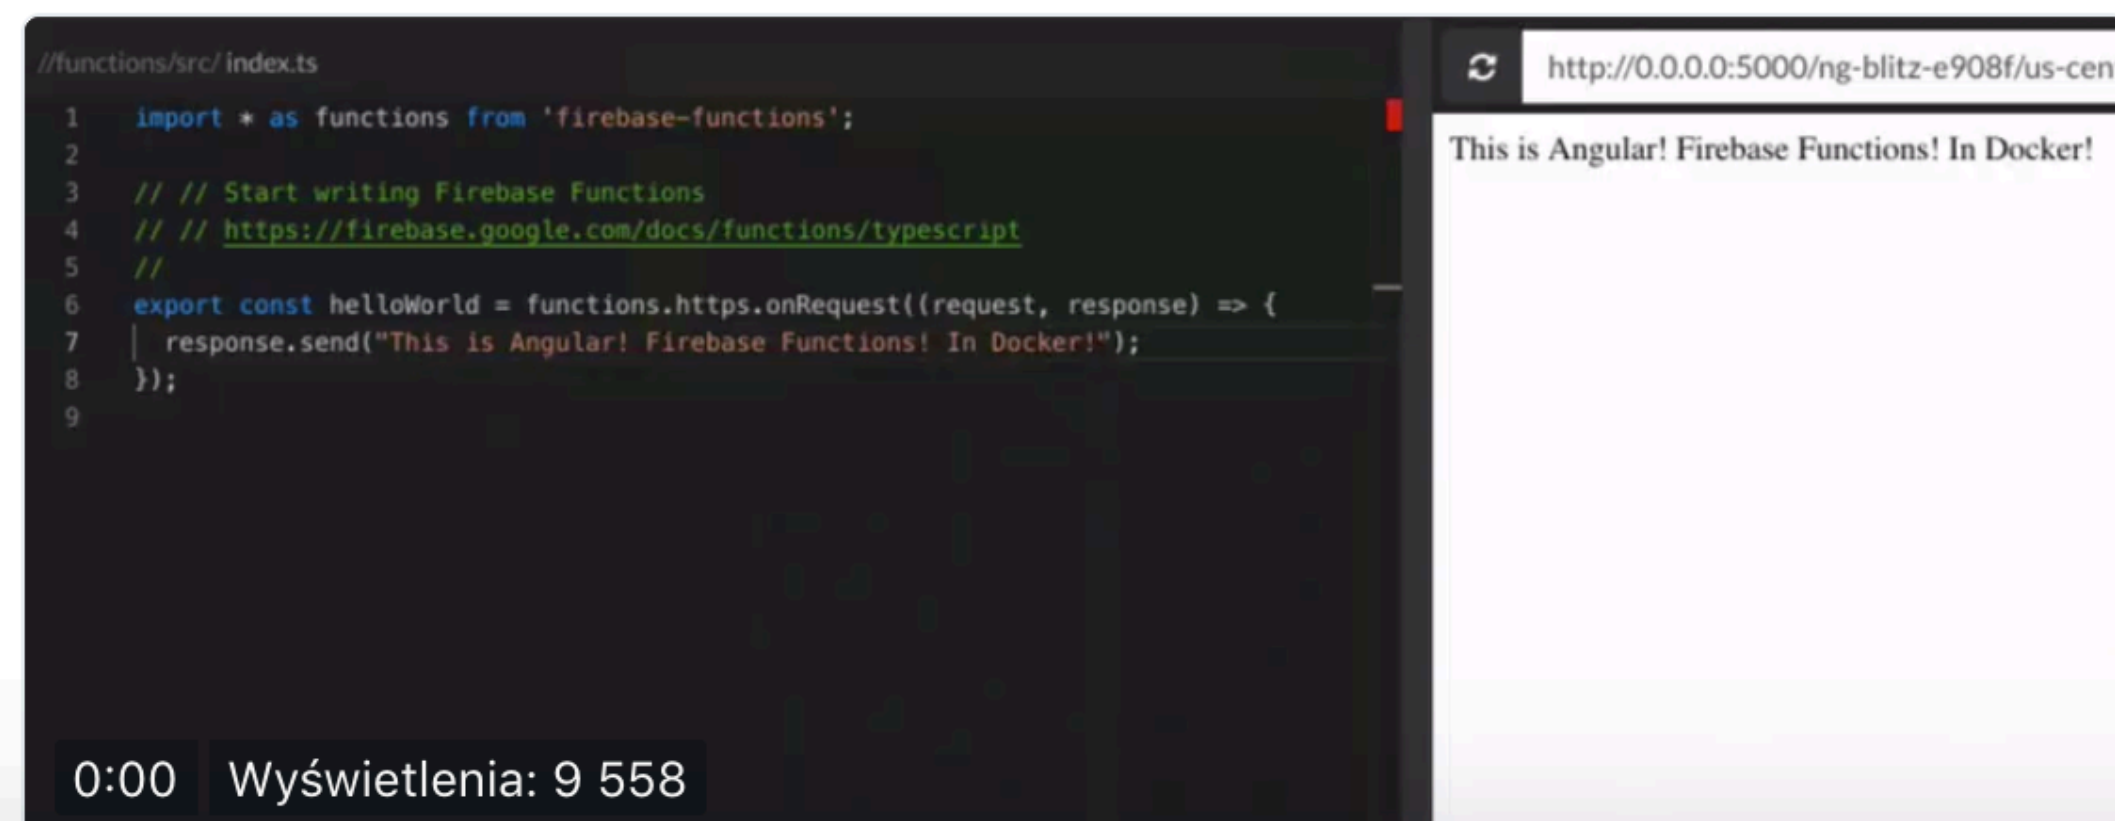 //functions/src/ index.ts
1 import * as functions from 'firebase-functions';
2
3 // // Start writing Firebase Functions
4 // // https://firebase.google.com/docs/functions/typescript
5 //
6 export const helloWorld = functions.https.onRequest((request, response) => {
7 response.send("This is Angular! Firebase Functions! In Docker!");
8 });
9
http://0.0.0.0:5000/ng-blitz-e908f/us-cen
This is Angular! Firebase Functions! In Docker!
0:00 Wyświetlenia: 9 558